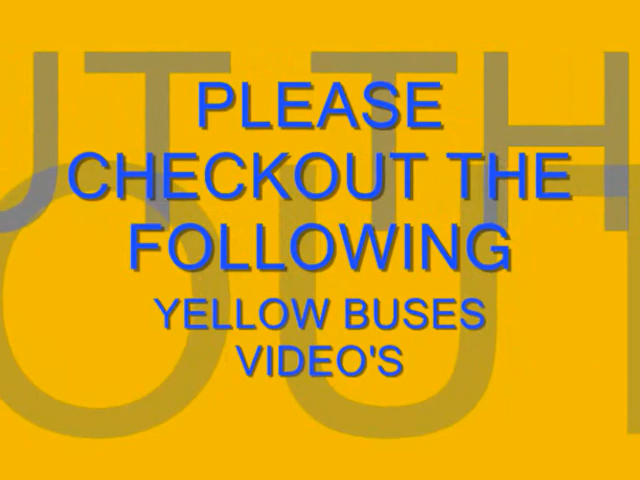 PLEASE
CHECKOUT THE
FOLLOWING
YELLOW BUSES
VIDEO'S